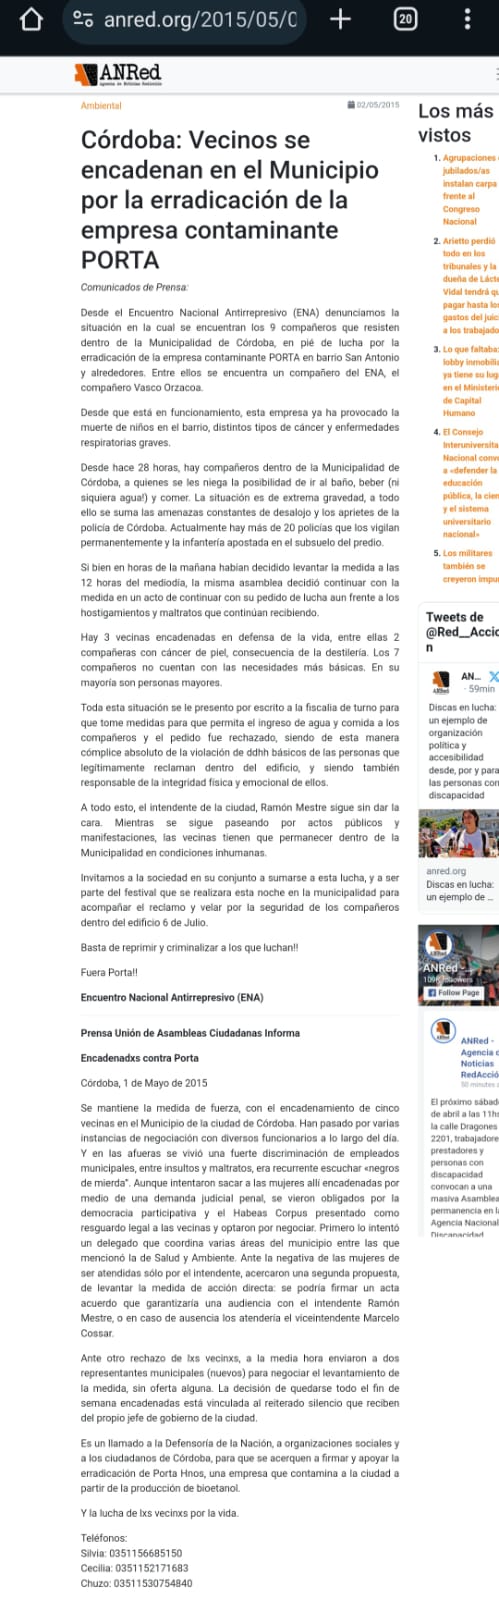 anred.org/2015/05/0
20
ANRed
Agencia de Noticias RedAcción
Ambiental
02/05/2015
Córdoba: Vecinos se
encadenan en el Municipio
por la erradicación de la
empresa contaminante
PORTA
Comunicados de Prensa:
Desde el Encuentro Nacional Antirrepresivo (ENA) denunciamos la
situación en la cual se encuentran los 9 compañeros que resisten
dentro de la Municipalidad de Córdoba, en pié de lucha por la
erradicación de la empresa contaminante PORTA en barrio San Antonio
y alrededores. Entre ellos se encuentra un compañero del ENA, el
compañero Vasco Orzacoa.
Desde que está en funcionamiento, esta empresa ya ha provocado la
muerte de niños en el barrio, distintos tipos de cáncer y enfermedades
respiratorias graves.
Desde hace 28 horas, hay compañeros dentro de la Municipalidad de
Córdoba, a quienes se les niega la posibilidad de ir al baño, beber (ni
siquiera agua!) y comer. La situación es de extrema gravedad, a todo
ello se suma las amenazas constantes de desalojo y los aprietes de la
policía de Córdoba. Actualmente hay más de 20 policías que los vigilan
permanentemente y la infantería apostada en el subsuelo del predio.
Si bien en horas de la mañana habían decidido levantar la medida a las
12 horas del mediodía, la misma asamblea decidió continuar con la
medida en un acto de continuar con su pedido de lucha aun frente a los
hostigamientos y maltratos que continúan recibiendo.
Hay 3 vecinas encadenadas en defensa de la vida, entre ellas 2
compañeras con cáncer de piel, consecuencia de la destilería. Los 7
compañeros no cuentan con las necesidades más básicas. En su
mayoría son personas mayores.
Toda esta situación se le presento por escrito a la fiscalia de turno para
que tome medidas para que permita el ingreso de agua y comida a los
compañeros y el pedido fue rechazado, siendo de esta manera
cómplice absoluto de la violación de ddhh básicos de las personas que
legítimamente reclaman dentro del edificio, y siendo también
responsable de la integridad física y emocional de ellos.
A todo esto, el intendente de la ciudad, Ramón Mestre sigue sin dar la
cara. Mientras se sigue paseando por actos públicos y
manifestaciones, las vecinas tienen que permanecer dentro de la
Municipalidad en condiciones inhumanas.
Invitamos a la sociedad en su conjunto a sumarse a esta lucha, y a ser
parte del festival que se realizara esta noche en la municipalidad para
acompañar el reclamo y velar por la seguridad de los compañeros
dentro del edificio 6 de Julio.
Basta de reprimir y criminalizar a los que luchan!!
Fuera Porta!!
Encuentro Nacional Antirrepresivo (ENA)
Prensa Unión de Asambleas Ciudadanas Informa
Encadenadxs contra Porta
Córdoba, 1 de Mayo de 2015
Se mantiene la medida de fuerza, con el encadenamiento de cinco
vecinas en el Municipio de la ciudad de Córdoba. Han pasado por varias
instancias de negociación con diversos funcionarios a lo largo del día.
Y en las afueras se vivió una fuerte discriminación de empleados
municipales, entre insultos y maltratos, era recurrente escuchar «negros
de mierda". Aunque intentaron sacar a las mujeres allí encadenadas por
medio de una demanda judicial penal, se vieron obligados por la
democracia participativa y el Habeas Corpus presentado como
resguardo legal a las vecinas y optaron por negociar. Primero lo intentó
un delegado que coordina varias áreas del municipio entre las que
mencionó la de Salud y Ambiente. Ante la negativa de las mujeres de
ser atendidas sólo por el intendente, acercaron una segunda propuesta,
de levantar la medida de acción directa: se podría firmar un acta
acuerdo que garantizaría una audiencia con el intendente Ramón
Mestre, o en caso de ausencia los atendería el viceintendente Marcelo
Cossar.
Ante otro rechazo de lxs vecinxs, a la media hora enviaron a dos
representantes municipales (nuevos) para negociar el levantamiento de
la medida, sin oferta alguna. La decisión de quedarse todo el fin de
semana encadenadas está vinculada al reiterado silencio que reciben
del propio jefe de gobierno de la ciudad.
Es un llamado a la Defensoría de la Nación, a organizaciones sociales y
a los ciudadanos de Córdoba, para que se acerquen a firmar y apoyar la
erradicación de Porta Hnos, una empresa que contamina a la ciudad a
partir de la producción de bioetanol.
Y la lucha de lxs vecinxs por la vida.
Teléfonos:
Silvia: 0351156685150
Cecilia: 0351152171683
Chuzo: 03511530754840
Los más
vistos
1. Agrupaciones
jubilados/as
instalan carpa
frente al
Congreso
Nacional
2. Arietto perdió
todo en los
tribunales y la
dueña de Lácte
Vidal tendrá qu
pagar hasta los
gastos del juic
a los trabajado
3. Lo que faltaba:
lobby inmobilia
ya tiene su lug
en el Ministeri
de Capital
Humano
4. El Consejo
Interuniversita
Nacional conv
a «defender la
educación
pública, la cien
y el sistema
universitario
nacional»
5. Los militares
también se
creyeron impu
Tweets de
@Red__Accio
n
AN...
· 59min
Discas en lucha:
un ejemplo de
organización
política y
accesibilidad
desde, por y para
las personas con
discapacidad
anred.org
Discas en lucha:
un ejemplo de ...
ANRed -
109K followers
Follow Page
ANRed -
Agencia d
Noticias
RedAcció
50 minutes a
El próximo sábad
de abril a las 11hs
la calle Dragones
2201, trabajadore
prestadores y
personas con
discapacidad
convocan a una
masiva Asamblea
permanencia en la
Agencia Nacional
Discapacidad